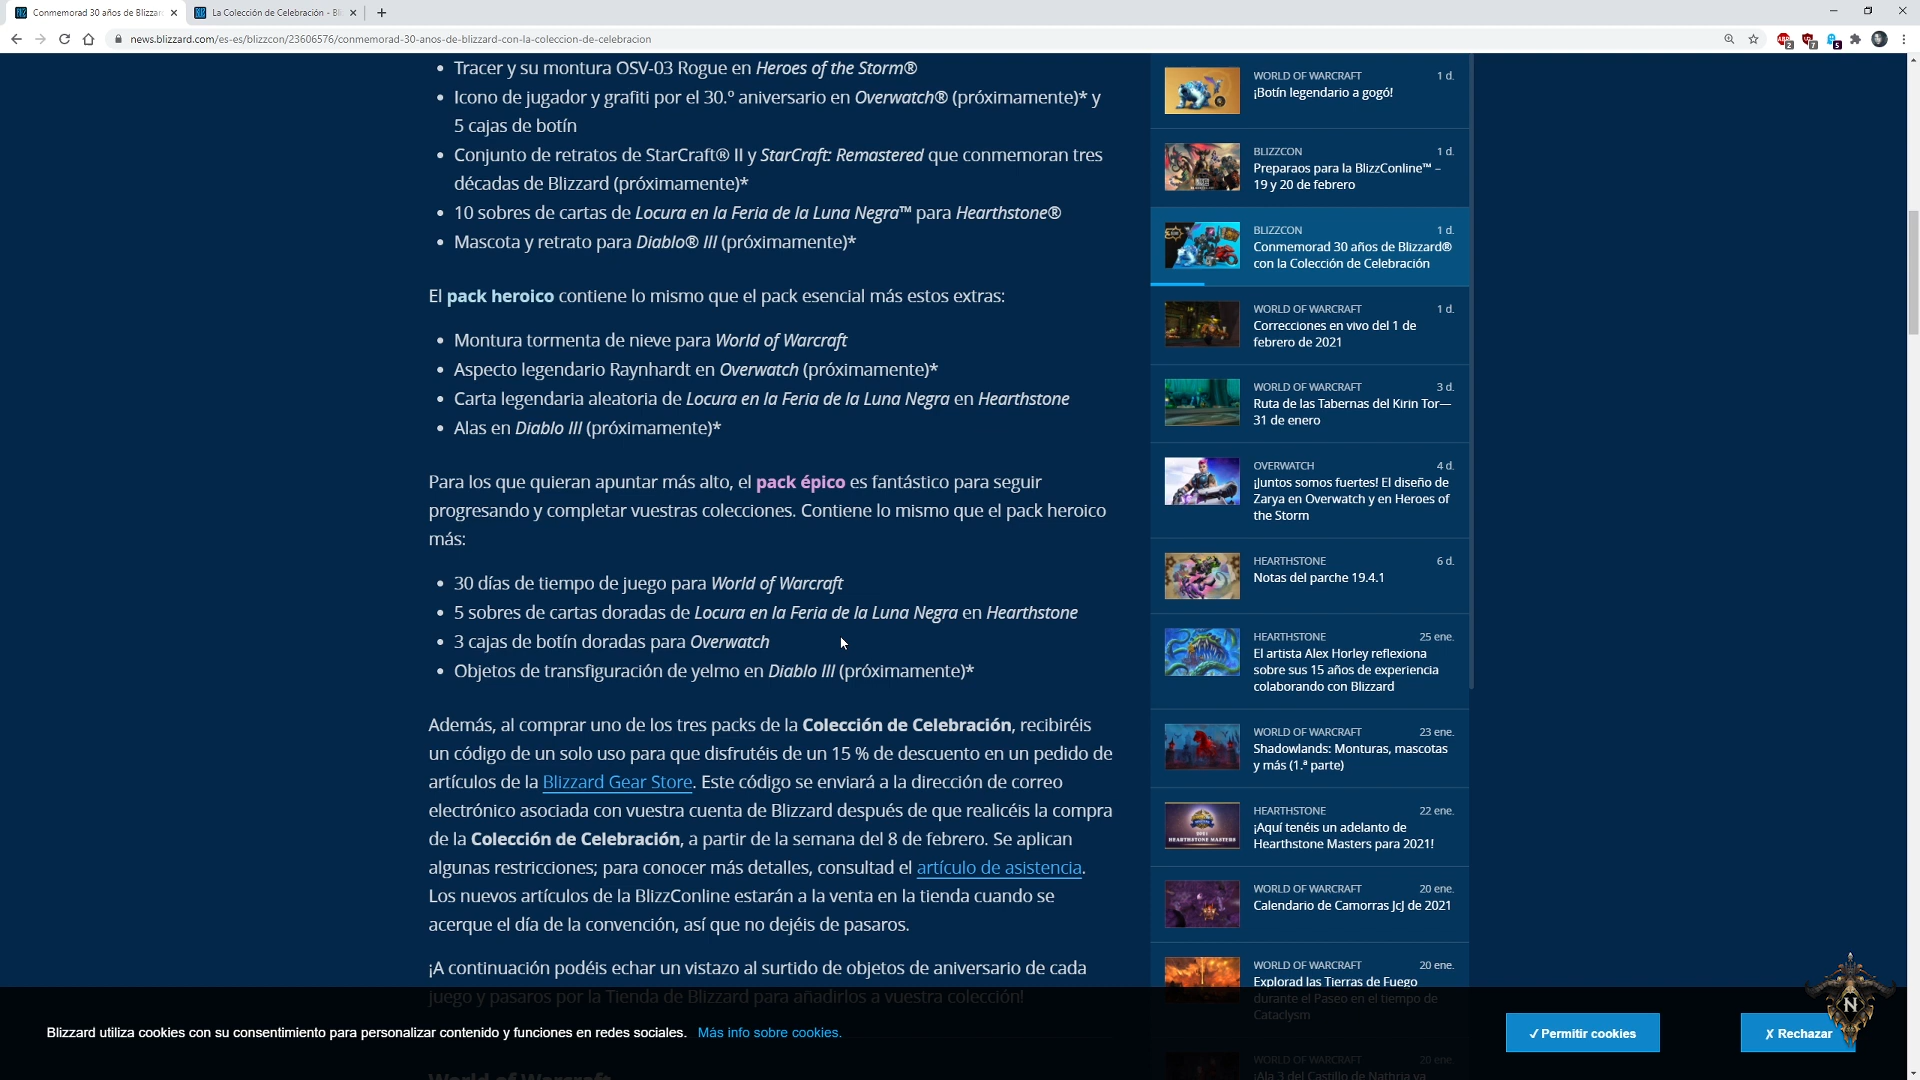 Conmemorad 30 años de Blizzar
La Colección de Celebración - Bl
news.blizzard.com/es-es/blizzcon/23606576/conmemorad-30-anos-de-blizzard-con-la-coleccion-de-celebracion
Tracer y su montura OSV-03 Rogue en Heroes of the Storm®
Icono de jugador y grafiti por el 30.º aniversario en Overwatch® (próximamente)* y
5 cajas de botín
Conjunto de retratos de StarCraft® II y StarCraft: Remastered que conmemoran tres
décadas de Blizzard (próximamente)*
10 sobres de cartas de Locura en la Feria de la Luna Negra™ para Hearthstone®
Mascota y retrato para Diablo® III (próximamente)*
El pack heroico contiene lo mismo que el pack esencial más estos extras:
Montura tormenta de nieve para World of Warcraft
Aspecto legendario Raynhardt en Overwatch (próximamente)*
Carta legendaria aleatoria de Locura en la Feria de la Luna Negra en Hearthstone
Alas en Diablo III (próximamente)*
Para los que quieran apuntar más alto, el pack épico es fantástico para seguir
progresando y completar vuestras colecciones. Contiene lo mismo que el pack heroico
más:
30 días de tiempo de juego para World of Warcraft
5 sobres de cartas doradas de Locura en la Feria de la Luna Negra en Hearthstone
3 cajas de botín doradas para Overwatch
Objetos de transfiguración de yelmo en Diablo III (próximamente)*
Además, al comprar uno de los tres packs de la Colección de Celebración, recibiréis
un código de un solo uso para que disfrutéis de un 15 % de descuento en un pedido de
artículos de la Blizzard Gear Store. Este código se enviará a la dirección de correo
electrónico asociada con vuestra cuenta de Blizzard después de que realicéis la compra
de la Colección de Celebración, a partir de la semana del 8 de febrero. Se aplican
algunas restricciones; para conocer más detalles, consultad el artículo de asistencia.
Los nuevos artículos de la BlizzConline estarán a la venta en la tienda cuando se
acerque el día de la convención, así que no dejéis de pasaros.
¡A continuación podéis echar un vistazo al surtido de objetos de aniversario de cada
juego y pasaros por la Tienda de Blizzard para añadirlos a vuestra colección!
World of Warcraft
WORLD OF WARCRAFT 1 d.
¡Botín legendario a gogó!
BLIZZCON 1 d.
Preparaos para la BlizzConline™ –
19 y 20 de febrero
BLIZZCON 1 d.
Conmemorad 30 años de Blizzard®
con la Colección de Celebración
WORLD OF WARCRAFT 1 d.
Correcciones en vivo del 1 de
febrero de 2021
WORLD OF WARCRAFT 3 d.
Ruta de las Tabernas del Kirin Tor—
31 de enero
OVERWATCH 4 d.
¡Juntos somos fuertes! El diseño de
Zarya en Overwatch y en Heroes of
the Storm
HEARTHSTONE 6 d.
Notas del parche 19.4.1
HEARTHSTONE 25 ene.
El artista Alex Horley reflexiona
sobre sus 15 años de experiencia
colaborando con Blizzard
WORLD OF WARCRAFT 23 ene.
Shadowlands: Monturas, mascotas
y más (1.ª parte)
HEARTHSTONE 22 ene.
¡Aquí tenéis un adelanto de
Hearthstone Masters para 2021!
WORLD OF WARCRAFT 20 ene.
Calendario de Camorras JcJ de 2021
WORLD OF WARCRAFT 20 ene.
Explorad las Tierras de Fuego
durante el Paseo en el tiempo de
Cataclysm
WORLD OF WARCRAFT 20 ene.
¡Ala 3 del Castillo de Nathria ya
Blizzard utiliza cookies con su consentimiento para personalizar contenido y funciones en redes sociales. Más info sobre cookies.
✓ Permitir cookies
✗ Rechazar
N